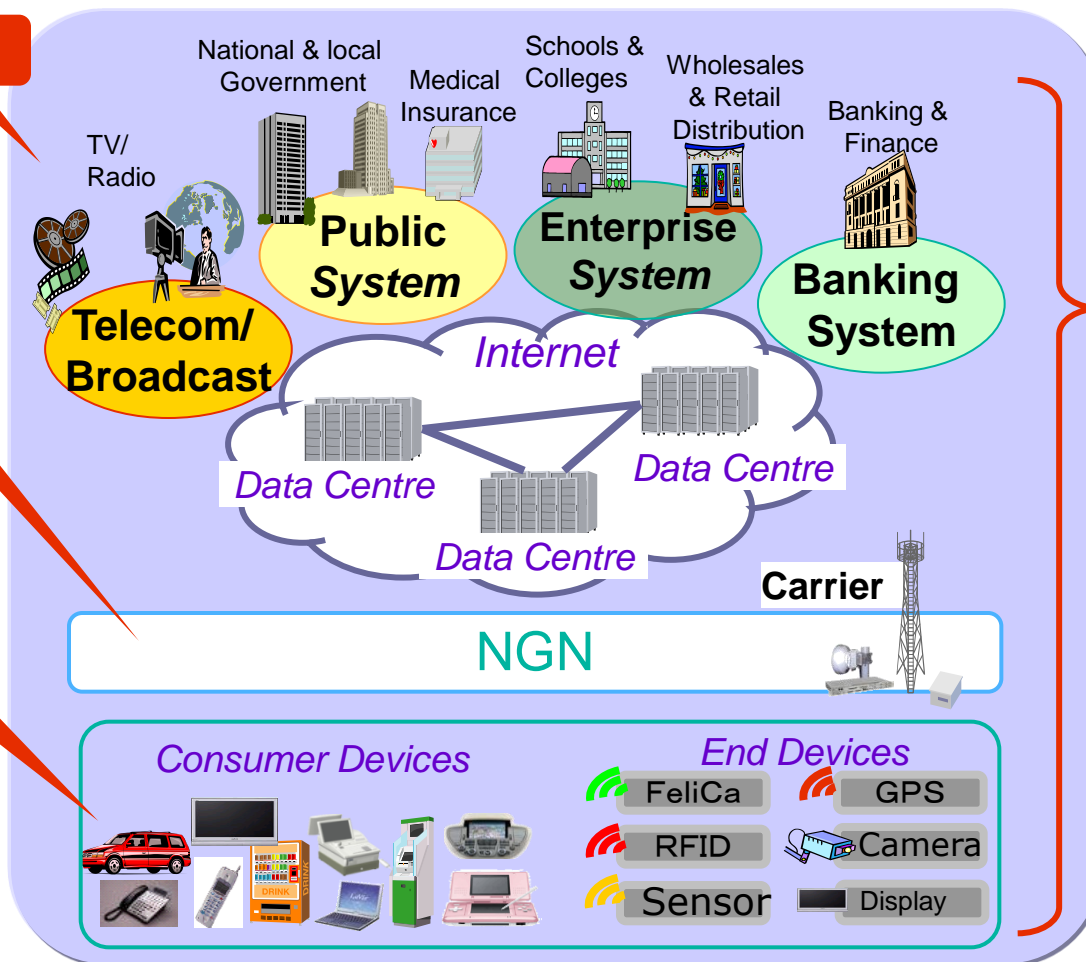 National & local
Government
Medical
Insurance
Schools &
Colleges
Wholesales
& Retail
Distribution
Banking &
Finance
TV/
Radio
Public
System
Enterprise
System
Banking
System
Telecom/
Broadcast
Internet
Data Centre
Data Centre
Data Centre
Carrier
NGN
Consumer Devices
End Devices
FeliCa
GPS
RFID
Camera
Sensor
Display
DRINK
DRINK